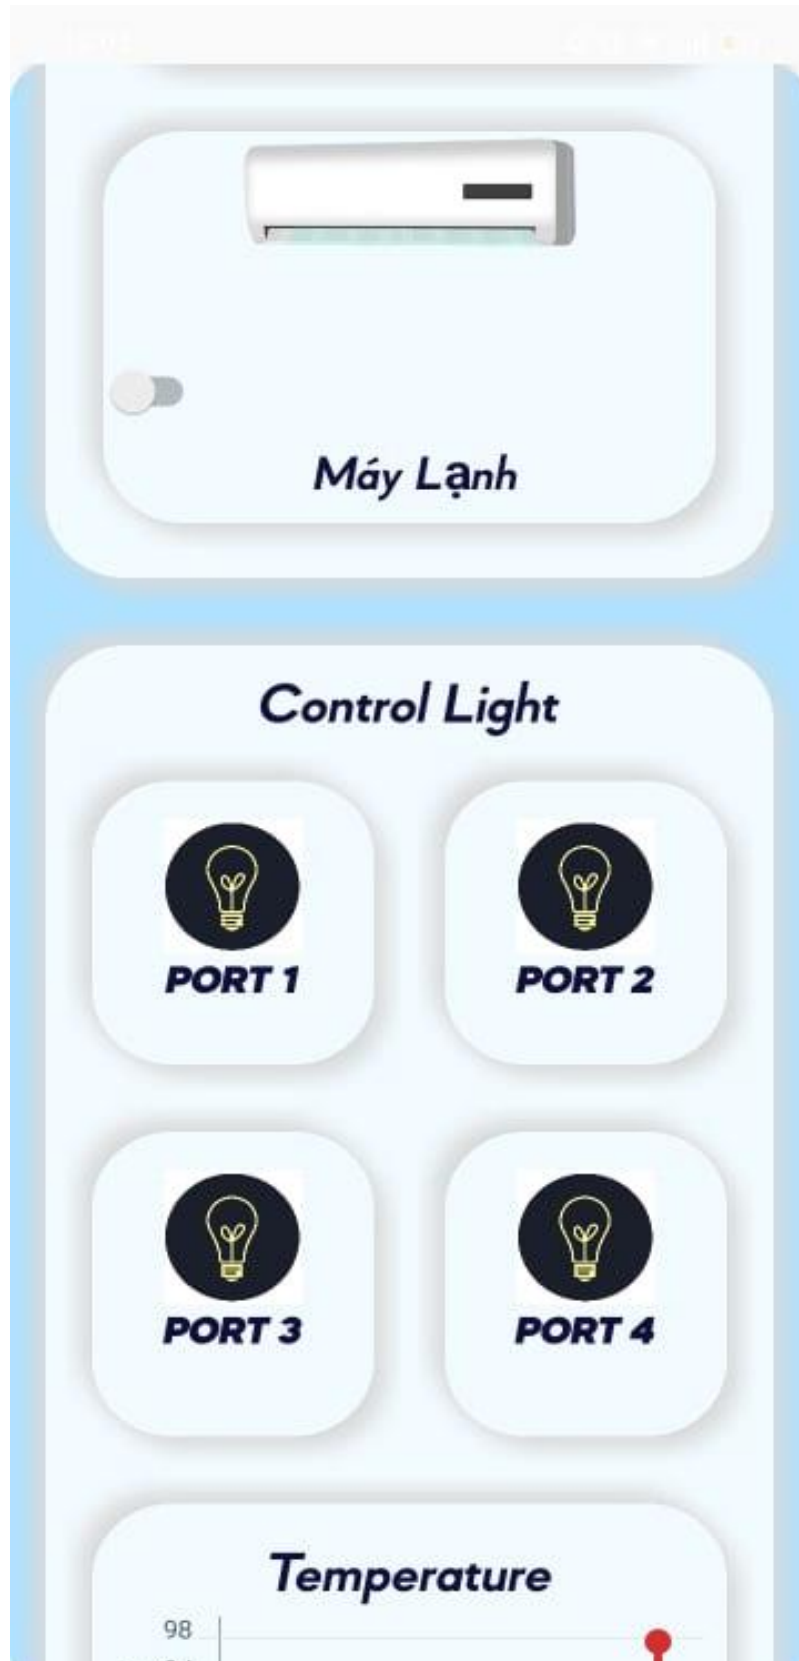 Máy Lạnh
Control Light
PORT 1
PORT 2
PORT 3
PORT 4
Temperature
98